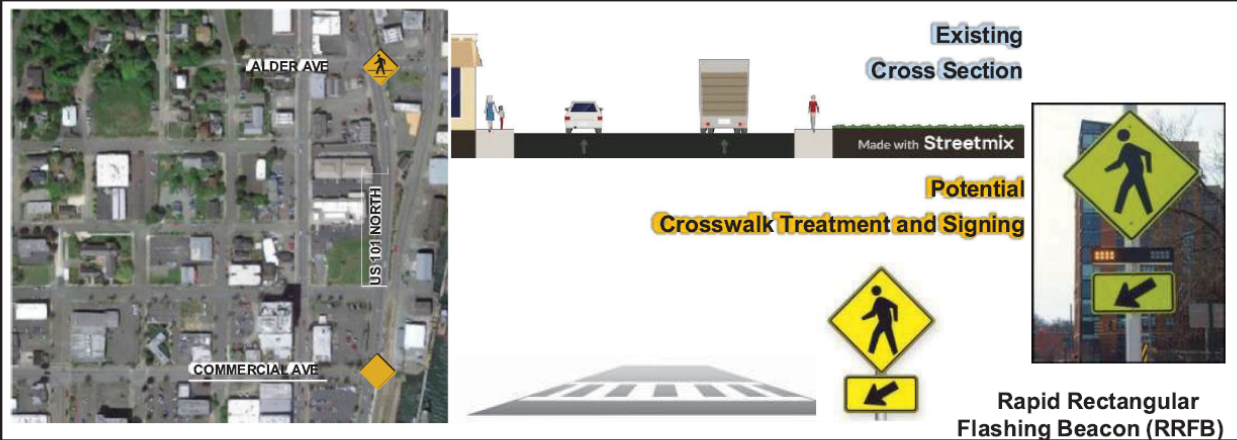 ALDER AVE
US 101 NORTH
COMMERCIAL AVE
Existing
Cross Section
Made with Streetmix
Potential
Crosswalk Treatment and Signing
Rapid Rectangular
Flashing Beacon (RRFB)